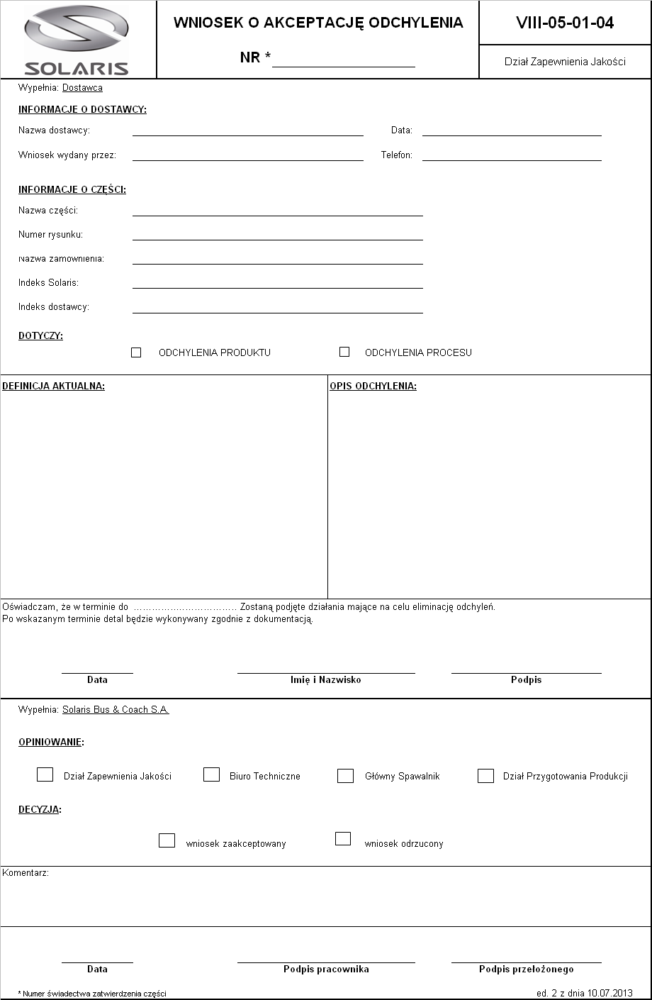 SOLARIS
WNIOSEK O AKCEPTACJĘ ODCHYLENIA
NR *
VIII-05-01-04
Dział Zapewnienia Jakości
Wypełnia: Dostawca
INFORMACJE O DOSTAWCY:
Nazwa dostawcy: Data:
Wniosek wydany przez: Telefon:
INFORMACJE O CZĘŚCI:
Nazwa części:
Numer rysunku:
Nazwa zamówienia:
Indeks Solaris:
Indeks dostawcy:
DOTYCZY:
ODCHYLENIA PRODUKTU ODCHYLENIA PROCESU
DEFINICJA AKTUALNA: OPIS ODCHYLENIA:
Oświadczam, że w terminie do …………….……………… Zostaną podjęte działania mające na celu eliminację odchyleń.
Po wskazanym terminie detal będzie wykonywany zgodnie z dokumentacją.
Data Imię i Nazwisko Podpis
Wypełnia: Solaris Bus & Coach S.A.
OPINIOWANIE:
Dział Zapewnienia Jakości Biuro Techniczne Główny Spawalnik Dział Przygotowania Produkcji
DECYZJA:
wniosek zaakceptowany wniosek odrzucony
Komentarz:
Data Podpis pracownika Podpis przełożonego
* Numer świadectwa zatwierdzenia części ed. 2 z dnia 10.07.2013